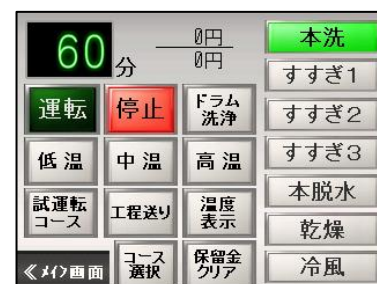 60分
0円
0円
運転
停止
ドラム
洗浄
低温
中温
高温
試運転
コース
工程送り
温度
表示
≪メイン画面
コース
選択
保留金
クリア
本洗
すすぎ1
すすぎ2
すすぎ3
本脱水
乾燥
冷風